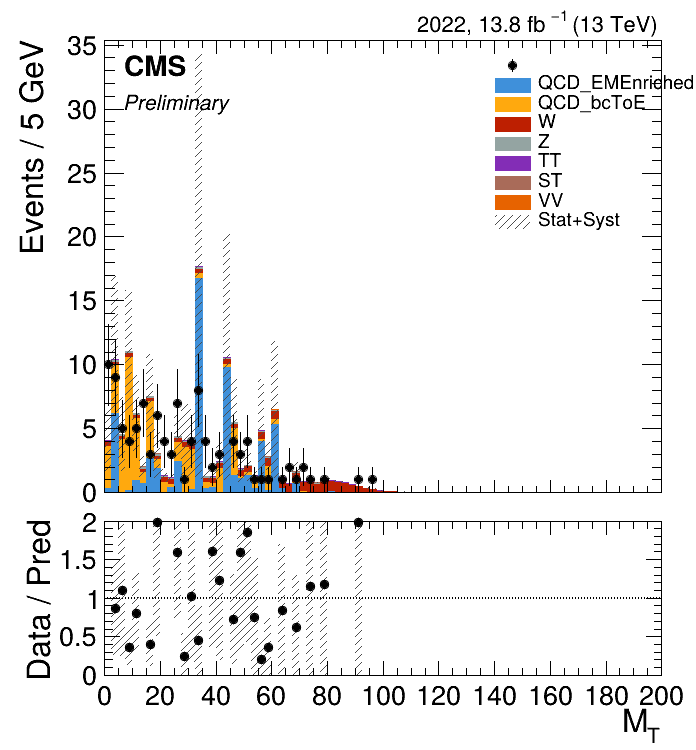 2022, 13.8 fb⁻¹ (13 TeV)
CMS
Preliminary
Events / 5 GeV
35
30
25
20
15
10
5
0
QCD_EMEnriched
QCD_bcToE
W
Z
TT
ST
VV
Stat+Syst
Data / Pred
2
1.5
1
0.5
0
0 20 40 60 80 100 120 140 160 180 200
M_T